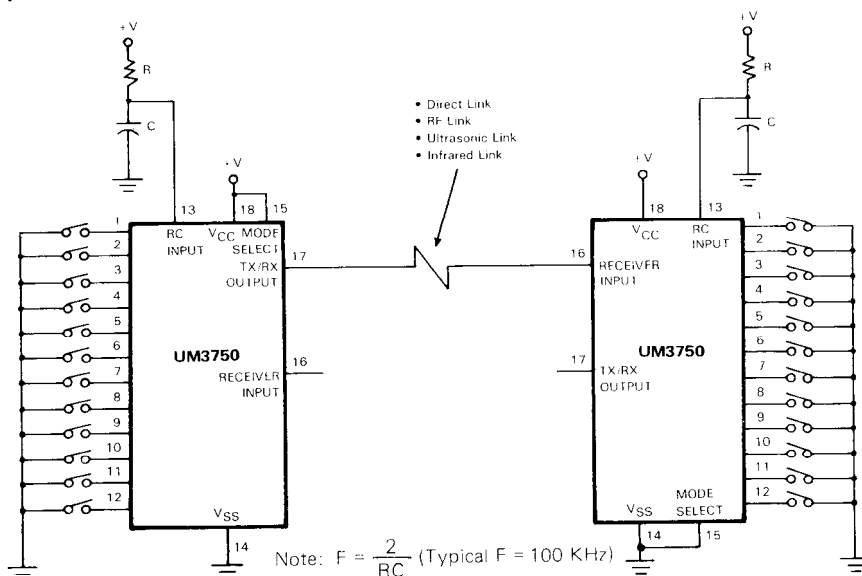 +V
R
C
+V
13
18
15
RC
INPUT
VCC
MODE
SELECT
TX/RX
OUTPUT
17
UM3750
RECEIVER
INPUT
16
VSS
14
1
2
3
4
5
6
7
8
9
10
11
12
• Direct Link
• RF Link
• Ultrasonic Link
• Infrared Link
+V
R
C
+V
18
13
VCC
RC
INPUT
16
RECEIVER
INPUT
UM3750
17
TX/RX
OUTPUT
VSS
MODE
SELECT
14
15
1
2
3
4
5
6
7
8
9
10
11
12
Note: F = 2/RC (Typical F = 100 KHz)